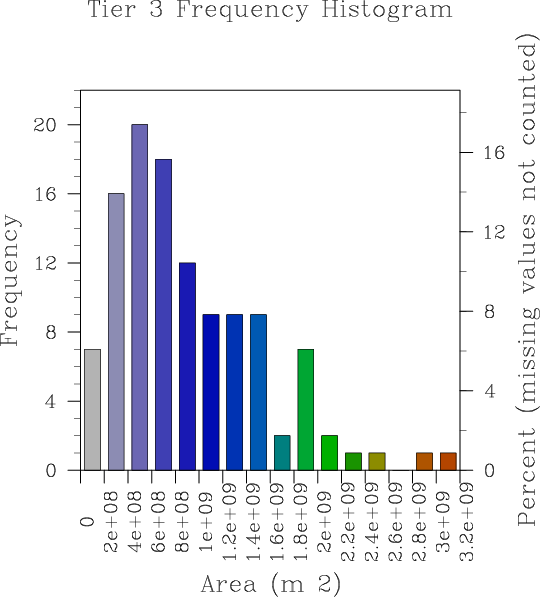 Tier 3 Frequency Histogram
Frequency
20
16
12
8
4
0
16
12
8
4
0
Percent (missing values not counted)
0
2e+08
4e+08
6e+08
8e+08
1e+09
1.2e+09
1.4e+09
1.6e+09
1.8e+09
2e+09
2.2e+09
2.4e+09
2.6e+09
2.8e+09
3e+09
3.2e+09
Area (m 2)